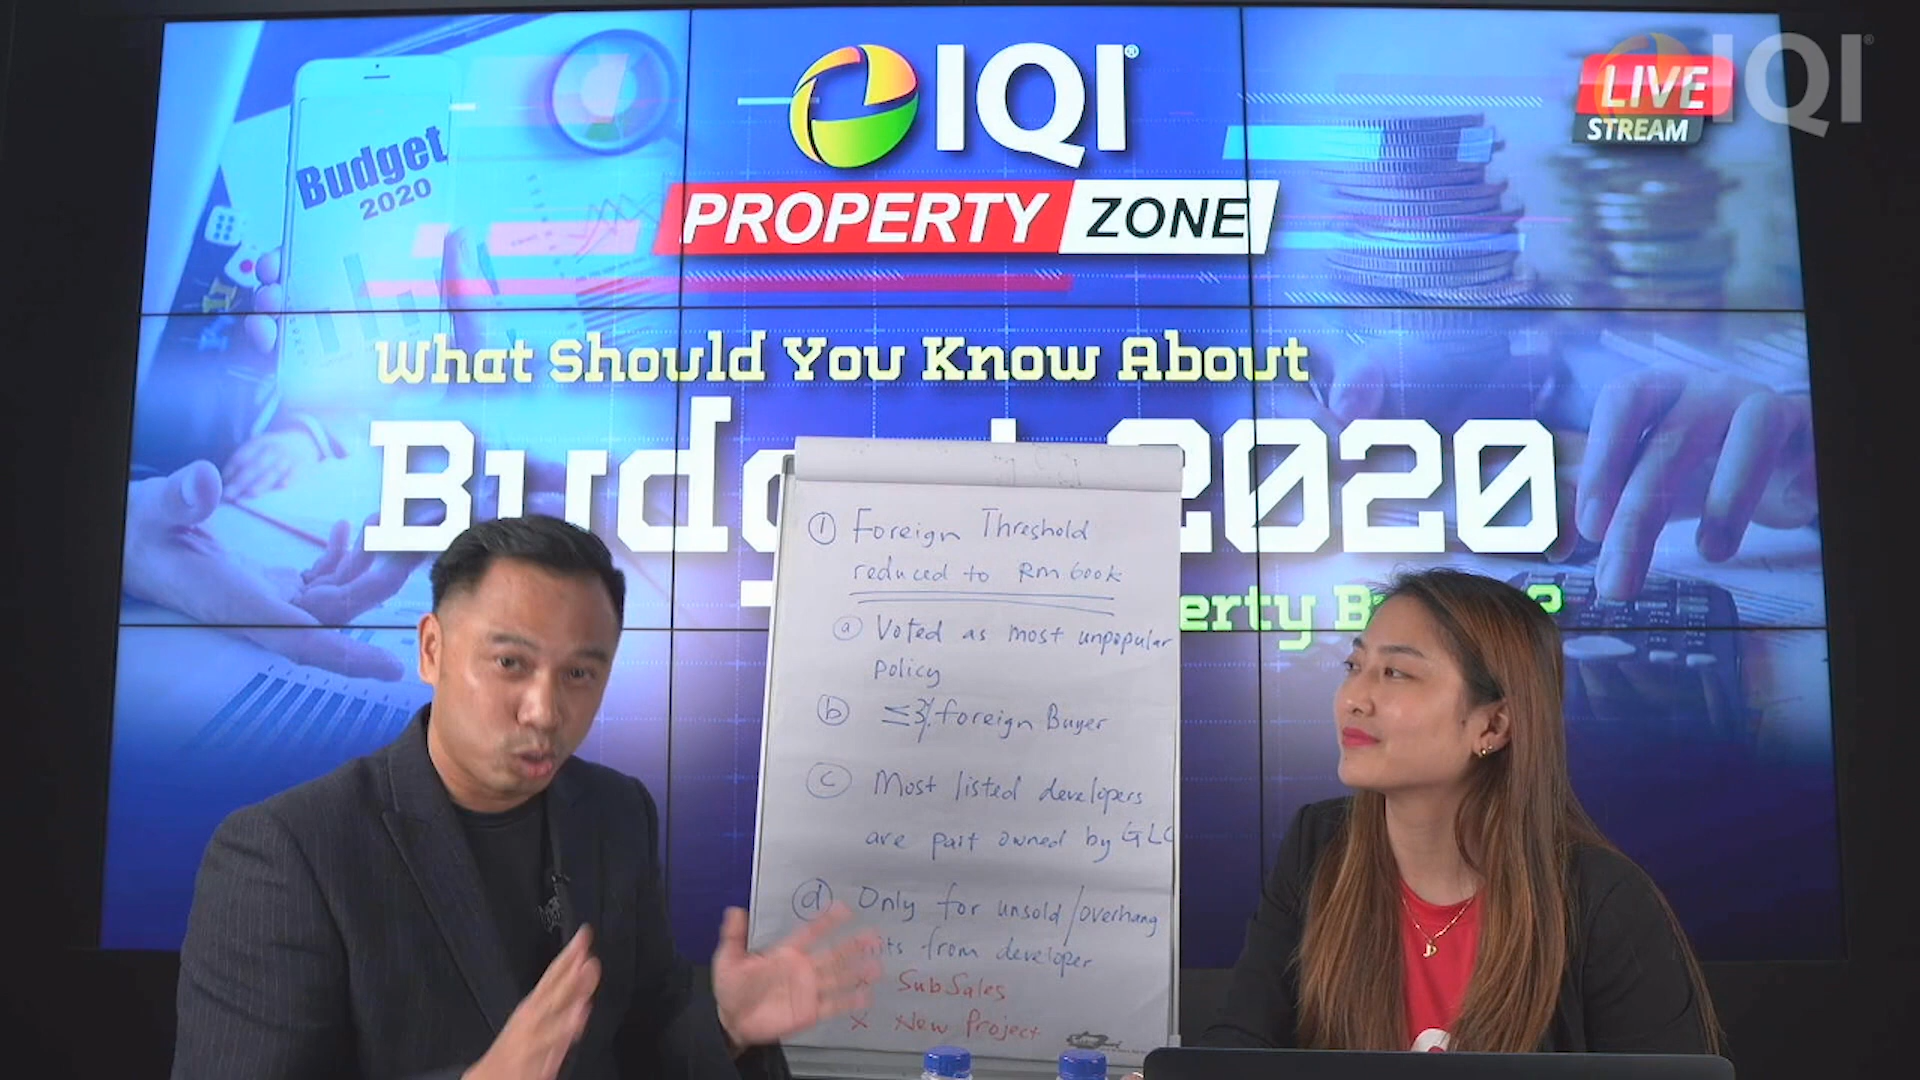 IQI®
LIVE
STREAM
IQI®
Budget
2020
PROPERTY ZONE
What Should You Know About
2020
① Foreign Threshold
reduced to RM 600k
ⓐ Voted as most unpopular
policy
ⓑ ≤3% foreign Buyer
ⓒ Most listed developers
are part owned by GLC
ⓓ Only for unsold/overhang
from developer
x SubSales
x New Project